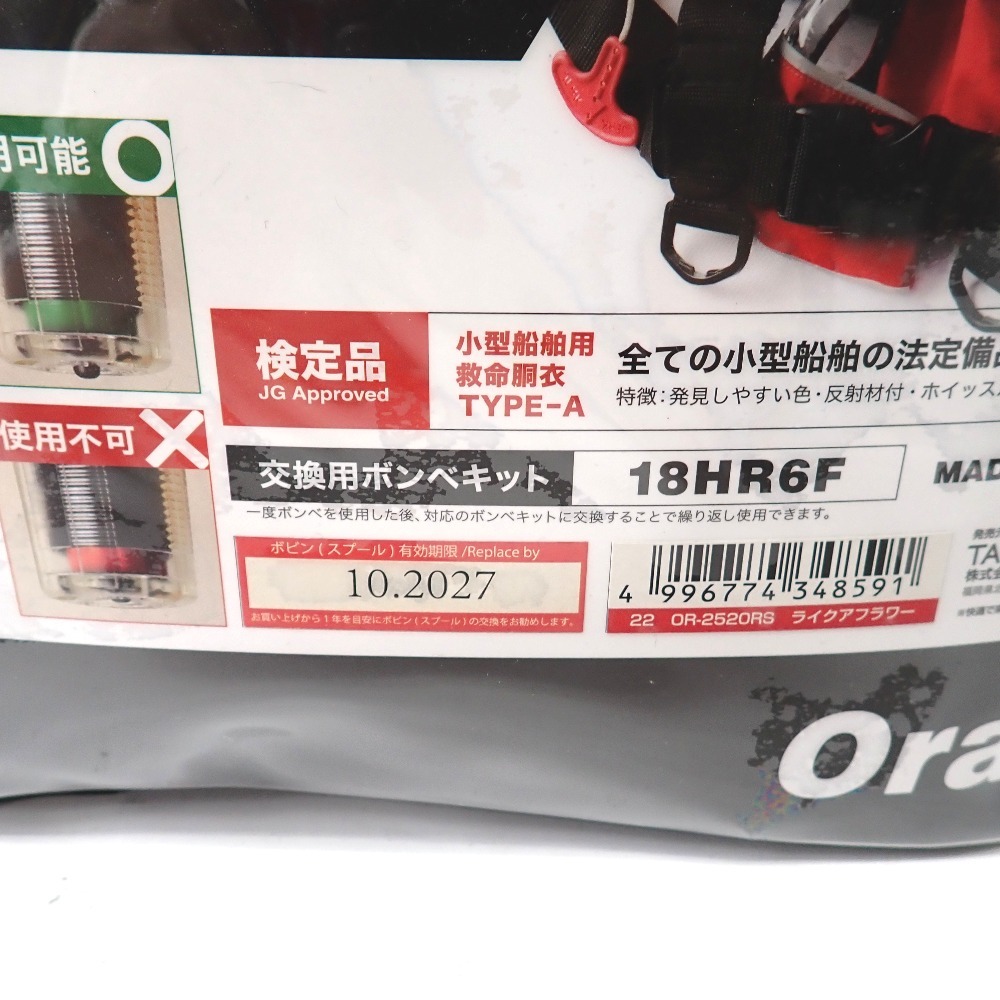 用可能
検定品
JG Approved
小型船舶用
救命胴衣
TYPE-A
全ての小型船舶の法定備品
特徴：発見しやすい色・反射材付・ホイッス
使用不可
交換用ボンベキット
18HR6F
MAD
一度ボンベを使用した後、対応のボンベキットに交換することで繰り返し使用できます。
ボビン(スプール)有効期限/Replace by
10.2027
お買い上げから1年を目安にボビン(スプール)の交換をお勧めします。
4 996774 348591
22 OR-2520RS ライクアフラワー
発売元
TA
株式会
福岡県
Ora